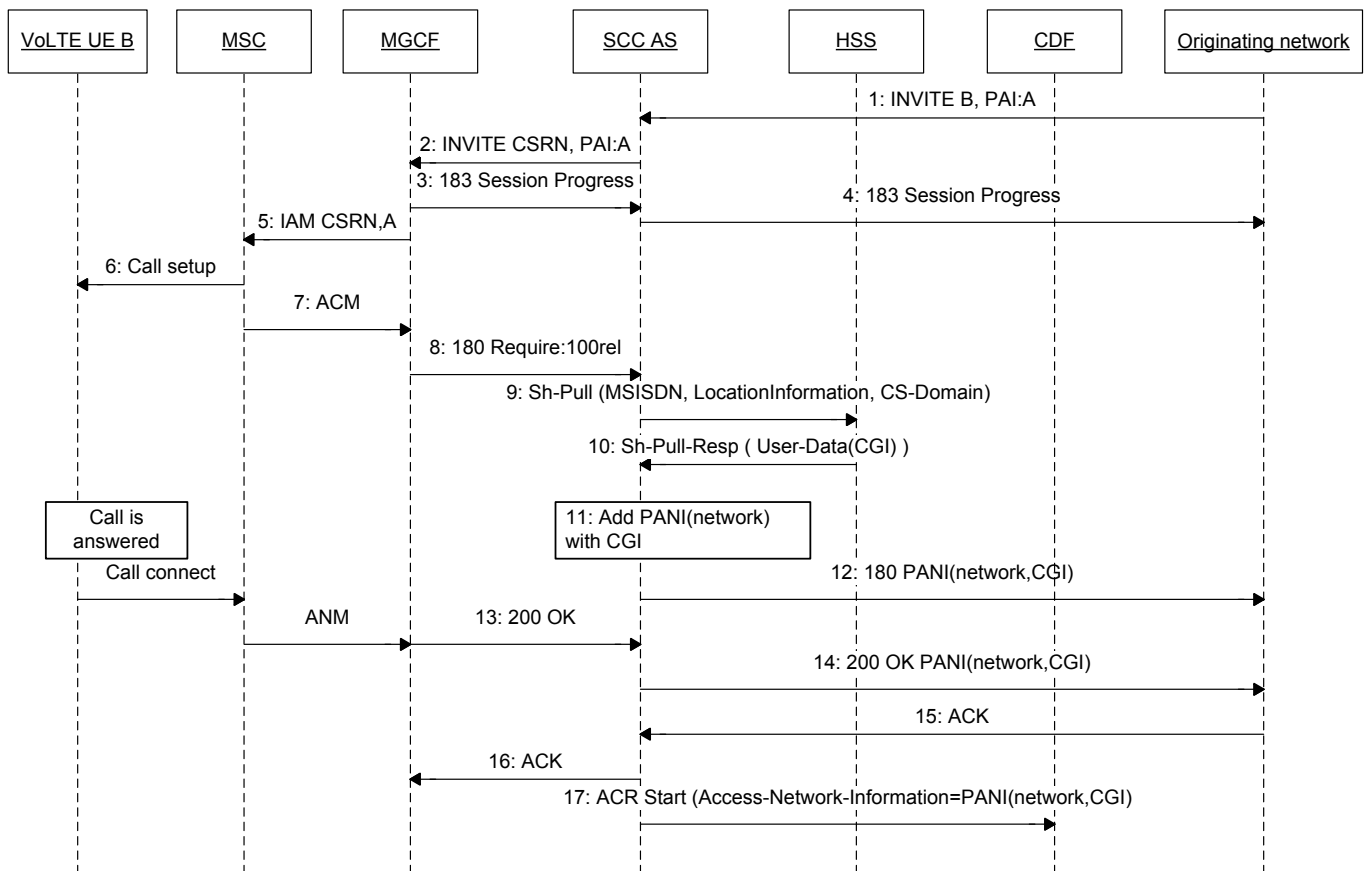 VoLTE UE B
MSC
MGCF
SCC AS
HSS
CDF
Originating network
1: INVITE B, PAI:A
2: INVITE CSRN, PAI:A
3: 183 Session Progress
4: 183 Session Progress
5: IAM CSRN,A
6: Call setup
7: ACM
8: 180 Require:100rel
9: Sh-Pull (MSISDN, LocationInformation, CS-Domain)
10: Sh-Pull-Resp ( User-Data(CGI) )
Call is
answered
11: Add PANI(network)
with CGI
Call connect
12: 180 PANI(network,CGI)
ANM
13: 200 OK
14: 200 OK PANI(network,CGI)
15: ACK
16: ACK
17: ACR Start (Access-Network-Information=PANI(network,CGI)